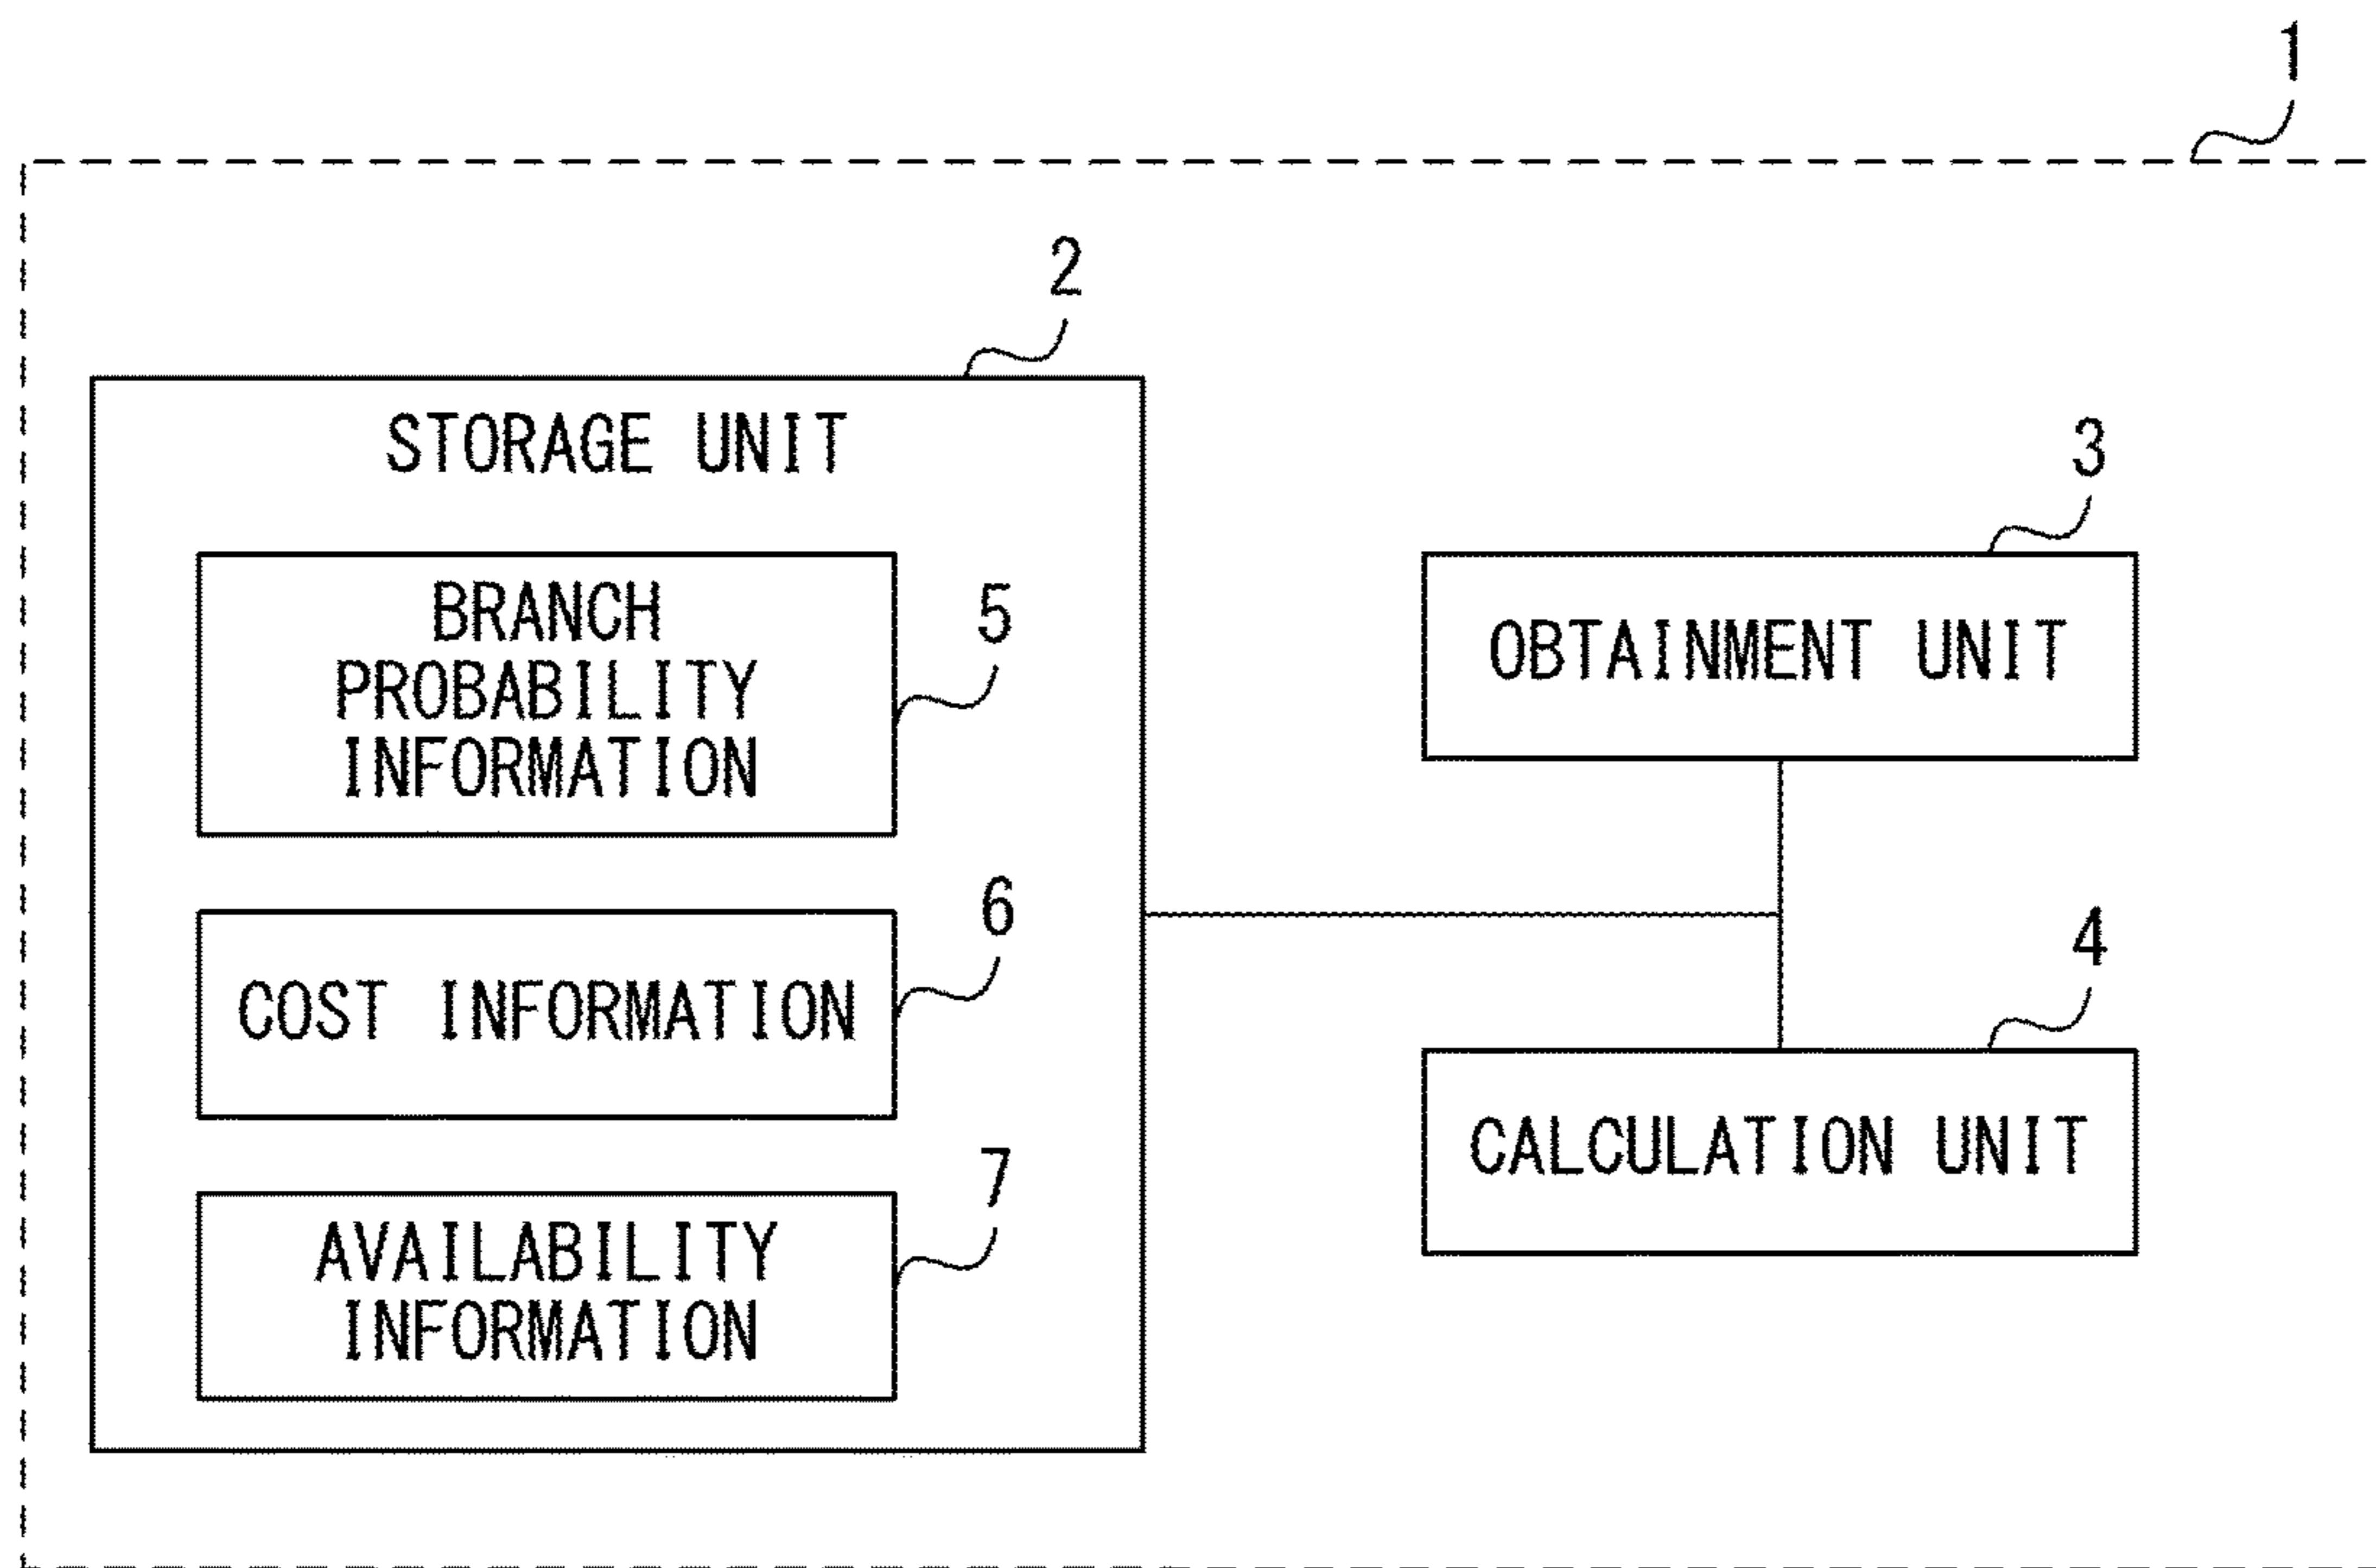 1
2
STORAGE UNIT
3
BRANCH
PROBABILITY
INFORMATION
5
OBTAINMENT UNIT
6
COST INFORMATION
4
CALCULATION UNIT
7
AVAILABILITY
INFORMATION